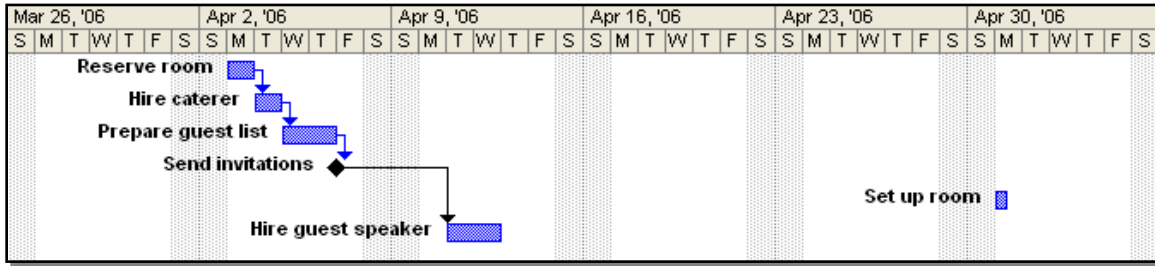 Mar 26, '06 Apr 2, '06 Apr 9, '06 Apr 16, '06 Apr 23, '06 Apr 30, '06
S M T W T F S S M T W T F S S M T W T F S S M T W T F S S M T W T F S S M T W T F S
Reserve room
Hire caterer
Prepare guest list
Send invitations
Set up room
Hire guest speaker